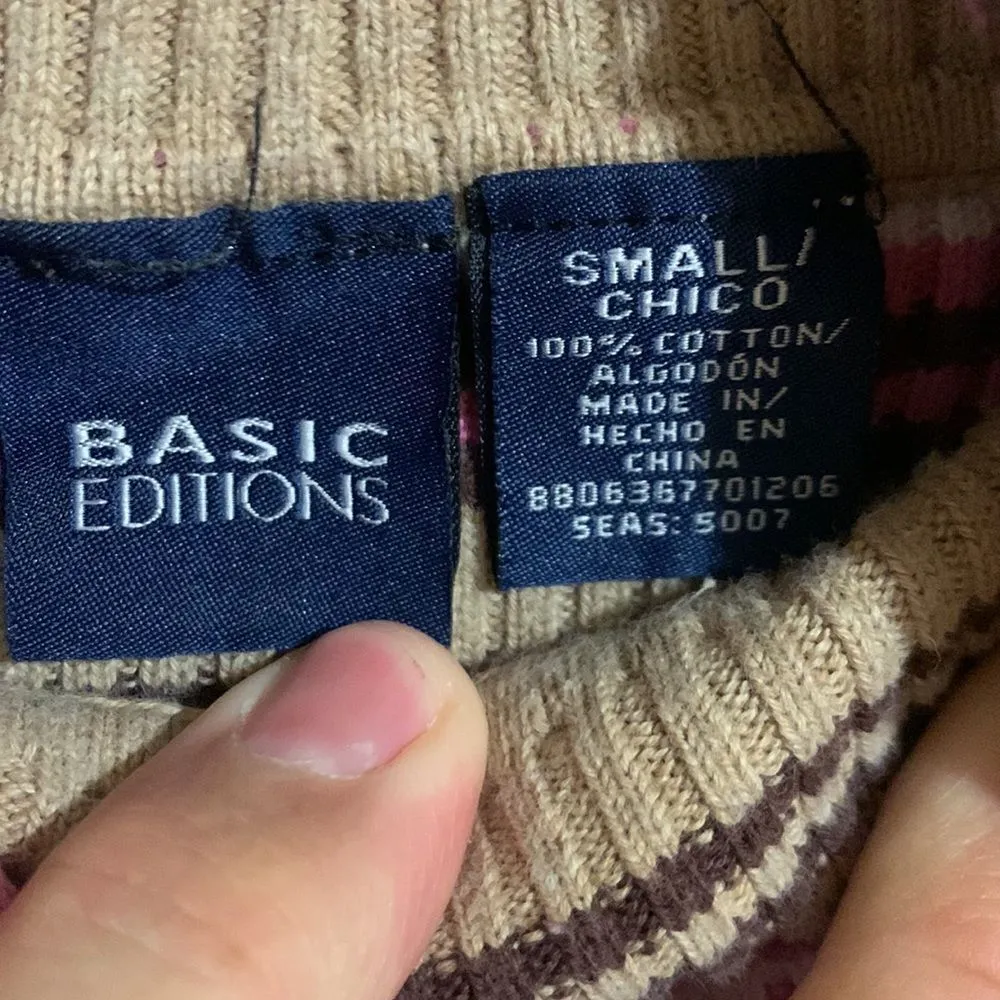 BASIC
EDITIONS
SMALL/
CHICO
100% COTTON/
ALGODÓN
MADE IN/
HECHO EN
CHINA
8806367701206
SEAS: 5007